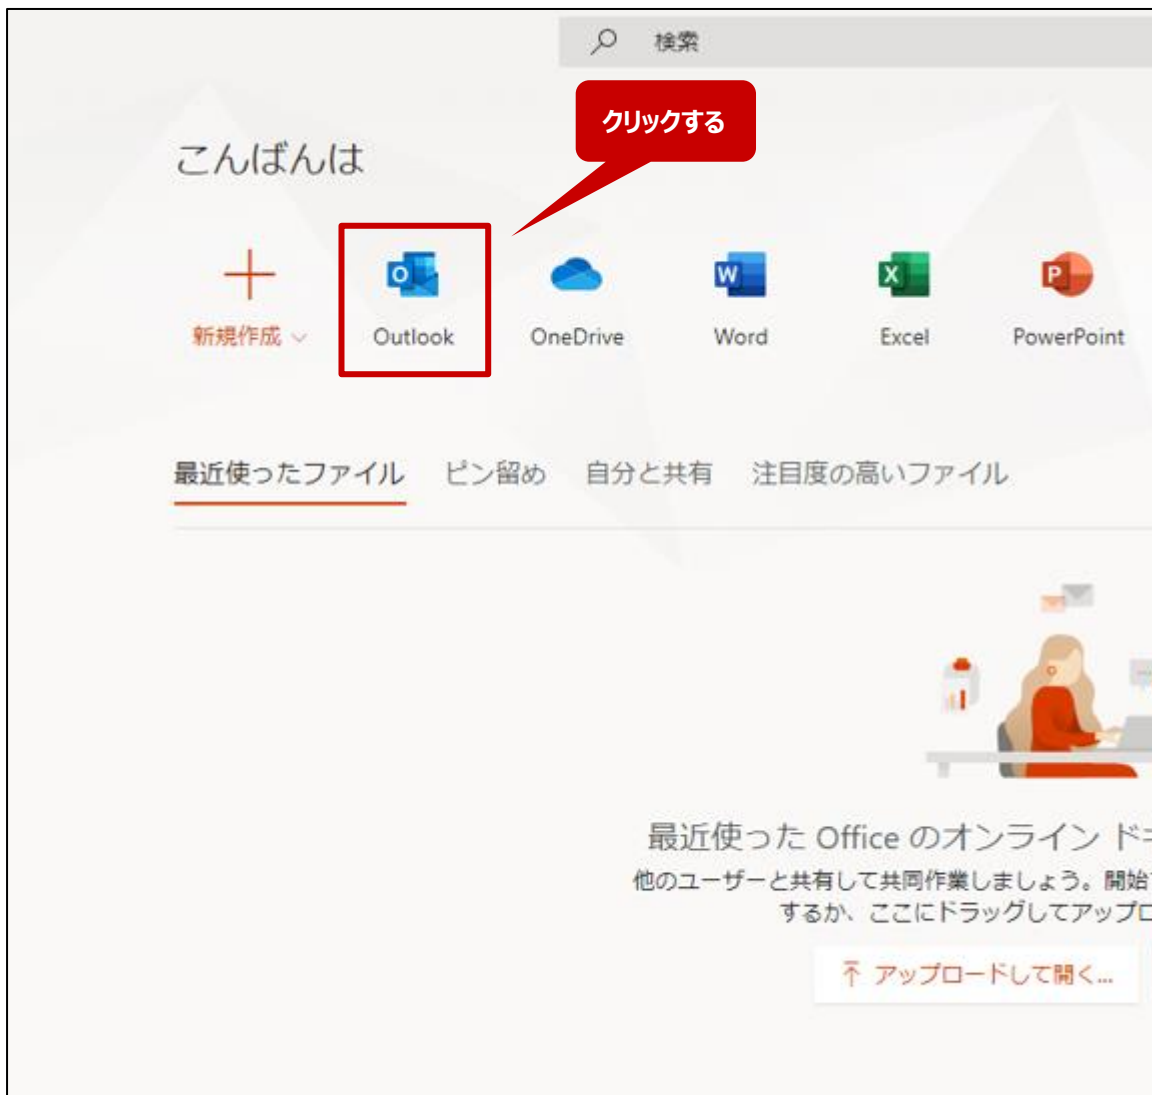 検索
クリックする
こんばんは
新規作成
Outlook
OneDrive
Word
Excel
PowerPoint
最近使ったファイル ピン留め 自分と共有 注目度の高いファイル
最近使った Office のオンライン ド
他のユーザーと共有して共同作業しましょう。開始
するか、ここにドラッグしてアップロ
アップロードして開く...